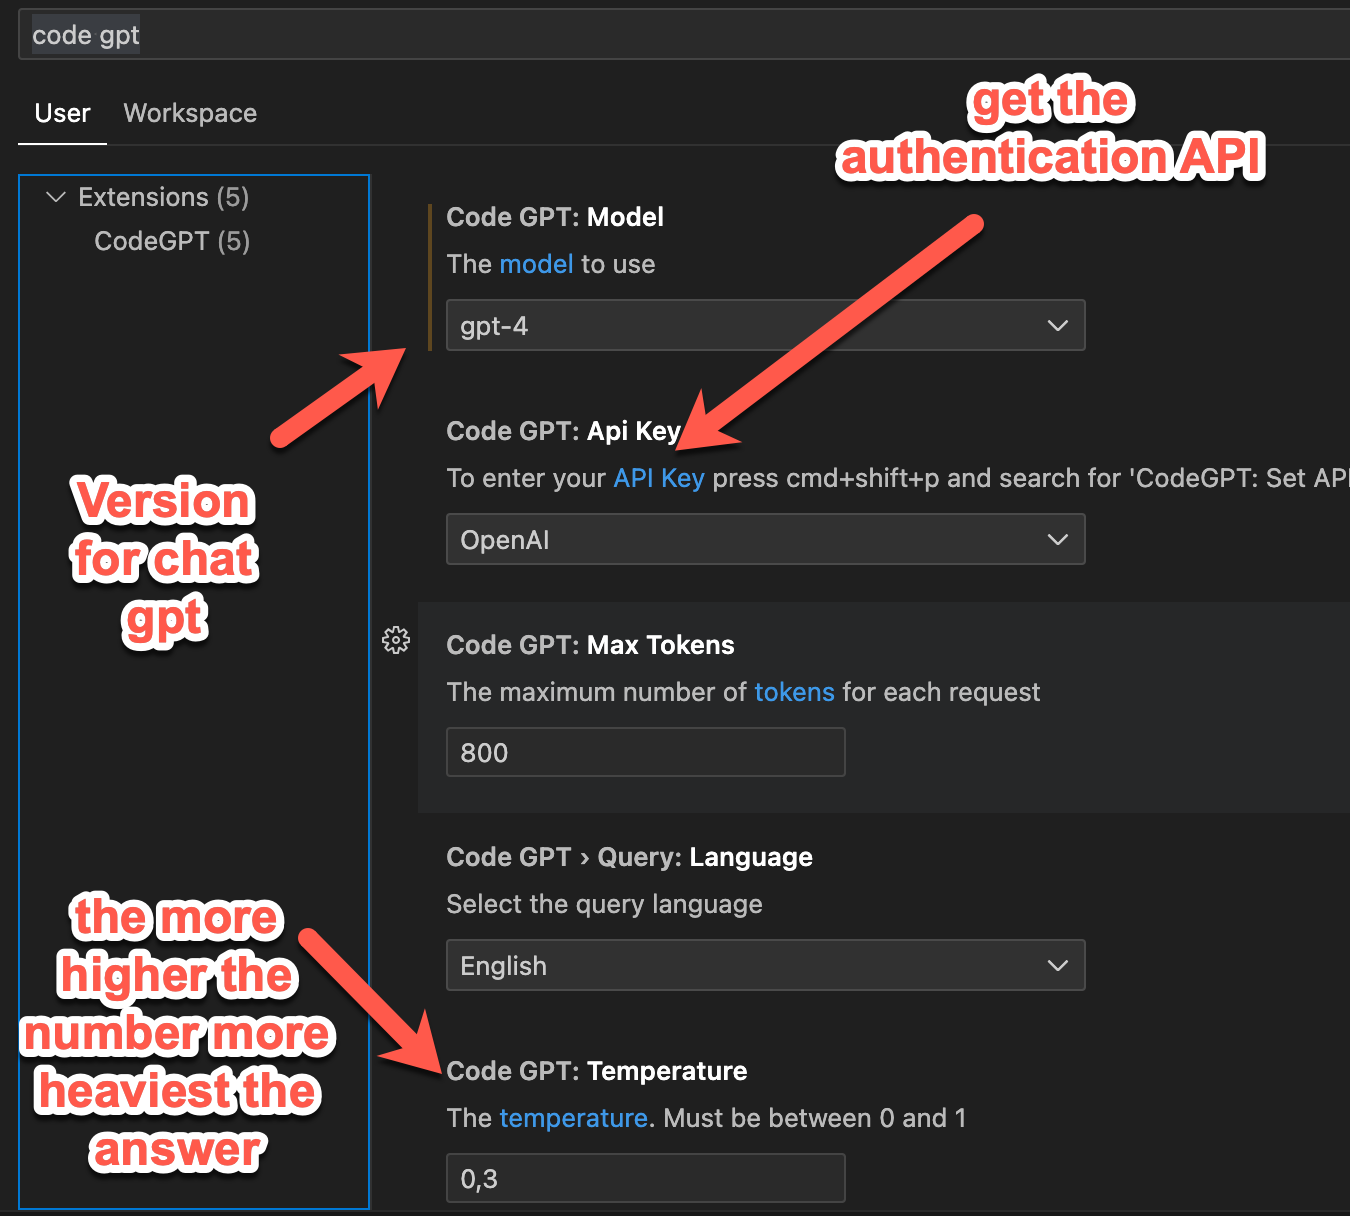 code gpt
User Workspace
get the
authentication API
Extensions (5)
CodeGPT (5)
Code GPT: Model
The model to use
gpt-4
Code GPT: Api Key
To enter your API Key press cmd+shift+p and search for 'CodeGPT: Set API
OpenAI
Version
for chat
gpt
Code GPT: Max Tokens
The maximum number of tokens for each request
800
Code GPT › Query: Language
Select the query language
English
the more
higher the
number more
heaviest the
answer
Code GPT: Temperature
The temperature. Must be between 0 and 1
0,3